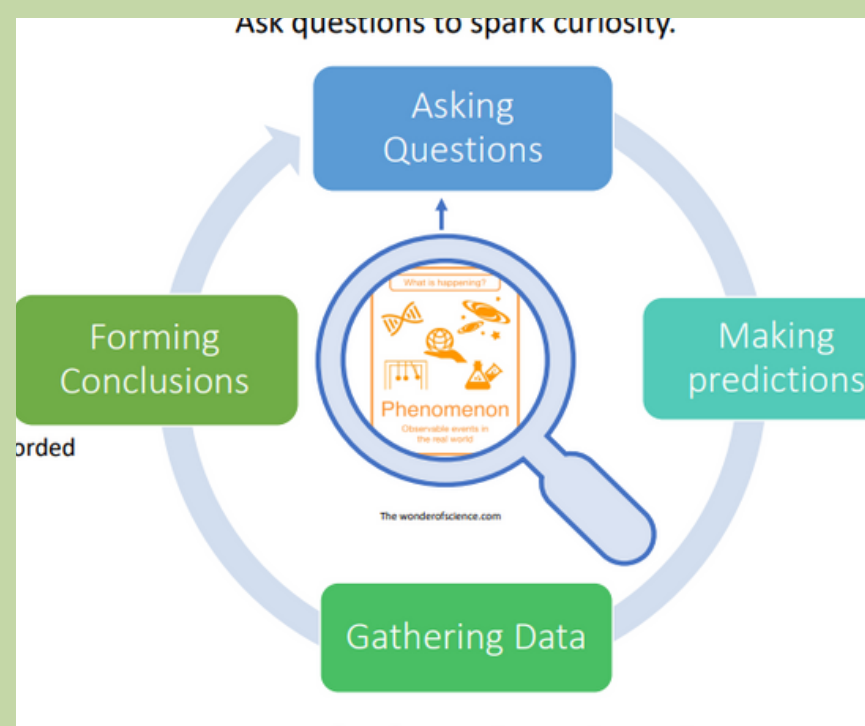 Ask questions to spark curiosity.
Asking
Questions
What is happening?
Phenomenon
Observable events in
the real world
The wonderofscience.com
Making
predictions
Gathering Data
Forming
Conclusions
orded